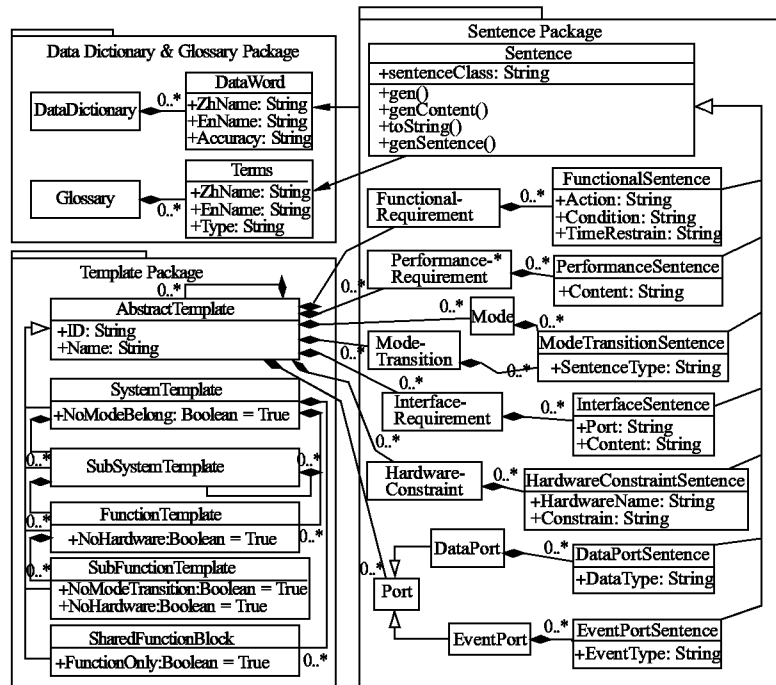 Data Dictionary & Glossary Package
DataDictionary
0..*
DataWord
+ZhName: String
+EnName: String
+Accuracy: String
Glossary
0..*
Terms
+ZhName: String
+EnName: String
+Type: String
Template Package
0..*
AbstractTemplate
+ID: String
+Name: String
SystemTemplate
+NoModeBelong: Boolean = True
0..*
0..*
SubSystemTemplate
FunctionTemplate
0..*
+NoHardware:Boolean = True
0..*
SubFunctionTemplate
0..*
+NoModeTransition:Boolean = True
+NoHardware:Boolean = True
SharedFunctionBlock
+FunctionOnly:Boolean = True
0..*
Sentence Package
Sentence
+sentenceClass: String
+gen()
+genContent()
+toString()
+genSentence()
Functional-
Requirement
0..*
FunctionalSentence
+Action: String
+Condition: String
+TimeRestrain: String
Performance-*
Requirement
0..
0..*
PerformanceSentence
+Content: String
0..*
Mode
0..*
Mode-
Transition
0..*
0..*
ModeTransitionSentence
+SentenceType: String
0..*
Interface-
Requirement
0..*
InterfaceSentence
+Port: String
+Content: String
0..*
Hardware-
Constraint
0..*
HardwareConstraintSentence
+HardwareName: String
+Constrain: String
DataPort
0..*
DataPortSentence
+DataType: String
0..*
Port
EventPort
0..*
EventPortSentence
+EventType: String